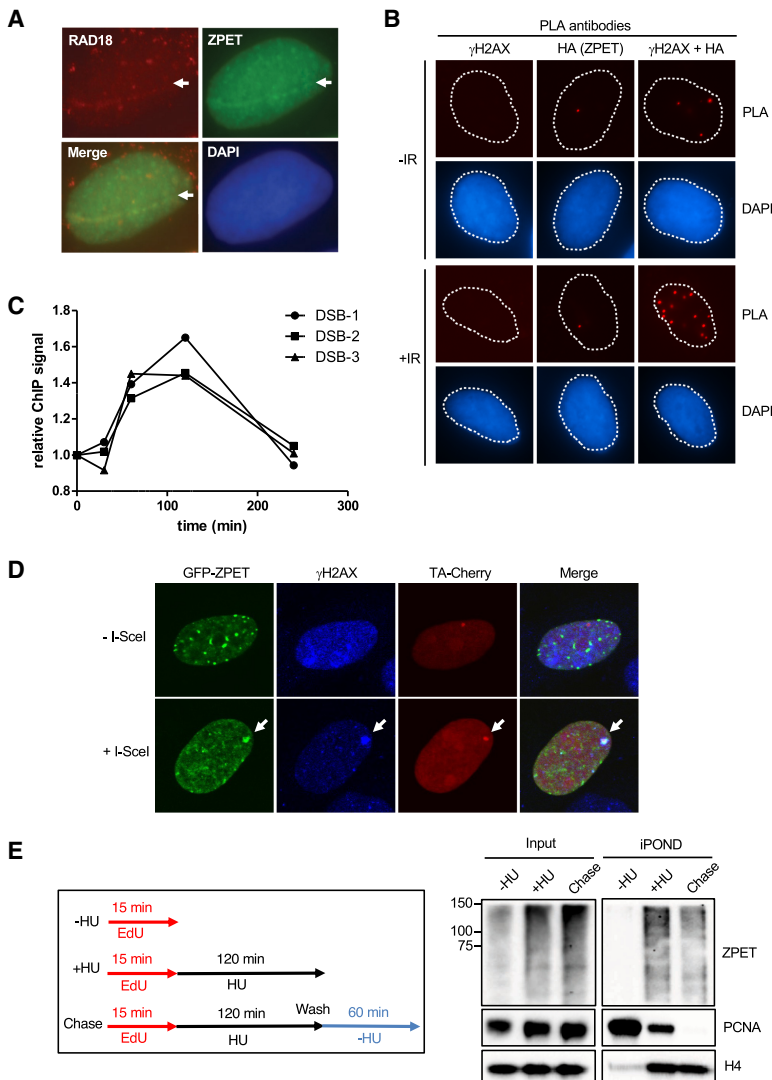 A
RAD18
ZPET
Merge
DAPI
B
PLA antibodies
γH2AX
HA (ZPET)
γH2AX + HA
-IR
PLA
DAPI
+IR
PLA
DAPI
C
relative ChIP signal
1.8
1.6
1.4
1.2
1.0
0.8
0
100
200
300
time (min)
DSB-1
DSB-2
DSB-3
D
GFP-ZPET
γH2AX
TA-Cherry
Merge
- I-SceI
+ I-SceI
E
-HU
15 min
EdU
+HU
15 min
EdU
120 min
HU
Chase
15 min
EdU
120 min
HU
Wash
60 min
-HU
Input
iPOND
-HU
+HU
Chase
-HU
+HU
Chase
150
100
75
ZPET
PCNA
H4